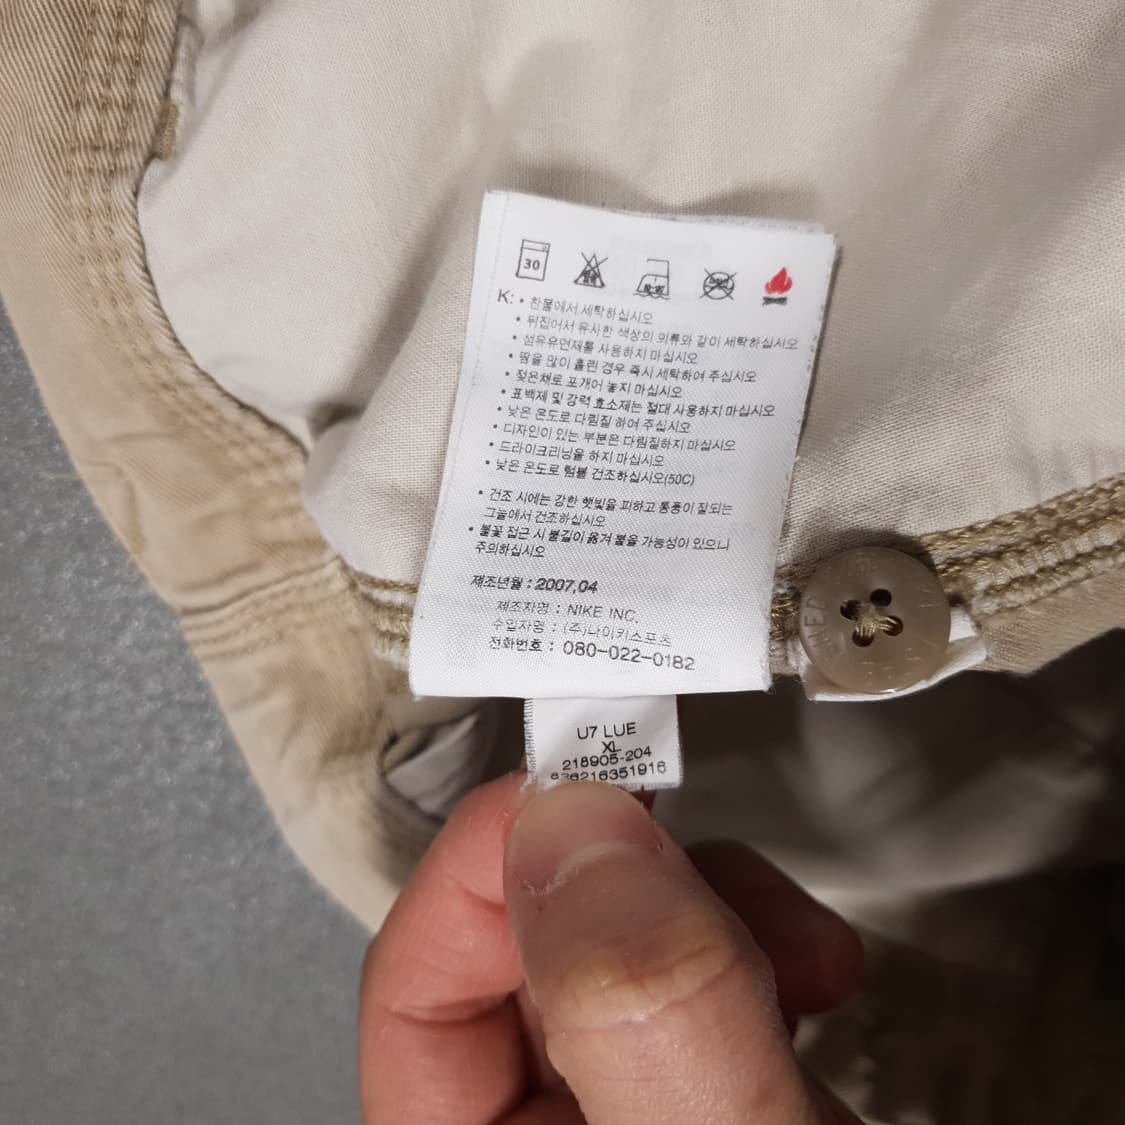 30
K: • 찬물에서 세탁하십시오
• 뒤집어서 유사한 색상의 의류와 같이 세탁하십시오
• 섬유유연제를 사용하지 마십시오
• 땀을 많이 흘린 경우 즉시 세탁하여 주십시오
• 젖은채로 포개어 놓지 마십시오
• 표백제 및 강력 효소제는 절대 사용하지 마십시오
• 낮은 온도로 다림질 하여 주십시오
• 디자인이 있는 부분은 다림질하지 마십시오
• 드라이크리닝을 하지 마십시오
• 낮은 온도로 텀블 건조하십시오(50C)
• 건조 시에는 강한 햇빛을 피하고 통풍이 잘되는
그늘에서 건조하십시오
• 불꽃 접근 시 불길이 옮겨 붙을 가능성이 있으니
주의하십시오
제조년월 : 2007,04
제조자명 : NIKE INC.
수입자명 : (주)나이키스포츠
전화번호 : 080-022-0182
U7 LUE
XL
218905-204